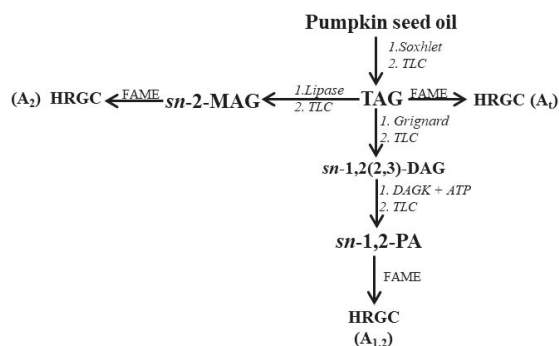 Pumpkin seed oil
1.Soxhlet
2. TLC
(A2) HRGC
FAME
sn-2-MAG
1.Lipase
2. TLC
TAG
FAME
HRGC (At)
1. Grignard
2. TLC
sn-1,2(2,3)-DAG
1. DAGK + ATP
2. TLC
sn-1,2-PA
FAME
HRGC
(A1,2)